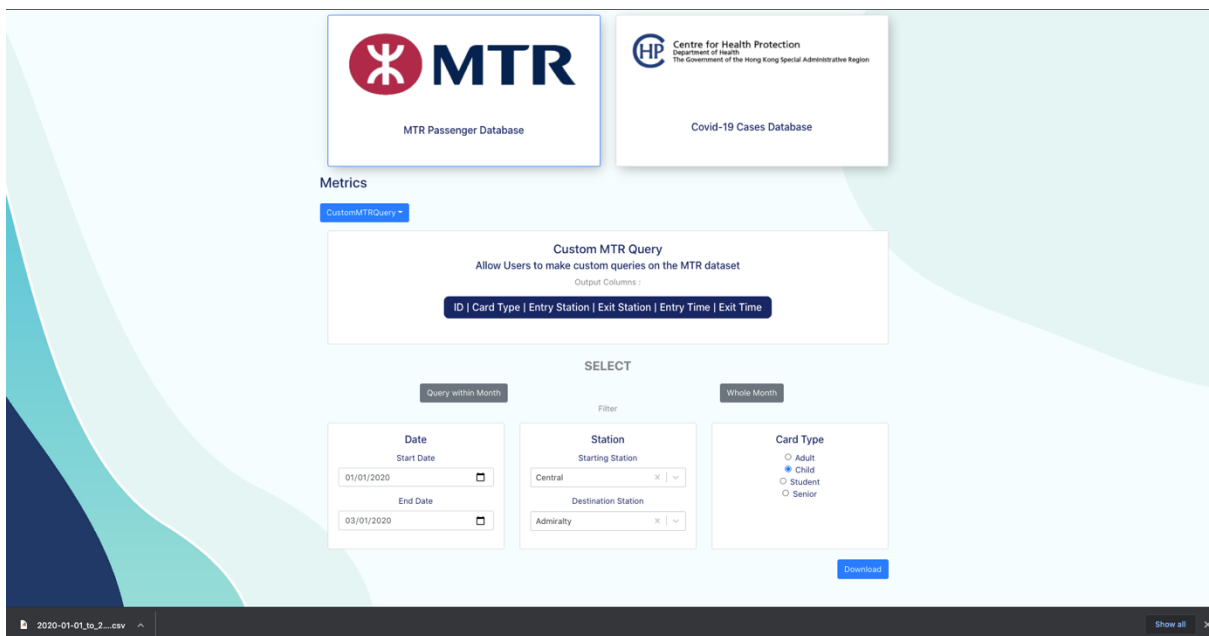 MTR
MTR Passenger Database
CHP
Centre for Health Protection
Department of Health
The Government of the Hong Kong Special Administrative Region
Covid-19 Cases Database
Metrics
CustomMTRQuery
Custom MTR Query
Allow Users to make custom queries on the MTR dataset
Output Columns :
ID | Card Type | Entry Station | Exit Station | Entry Time | Exit Time
SELECT
Query within Month
Whole Month
Filter
Date
Start Date
01/01/2020
End Date
03/01/2020
Station
Starting Station
Central
Destination Station
Admiralty
Card Type
Adult
Child
Student
Senior
Download
2020-01-01_to_2....csv
Show all